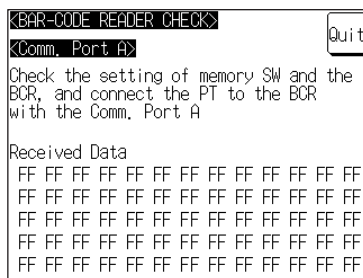 <BAR-CODE READER CHECK>
Quit
<Comm. Port A>
Check the setting of memory SW and the
BCR, and connect the PT to the BCR
with the Comm. Port A
Received Data
FF FF FF FF FF FF FF FF FF FF FF FF FF
FF FF FF FF FF FF FF FF FF FF FF FF FF
FF FF FF FF FF FF FF FF FF FF FF FF FF
FF FF FF FF FF FF FF FF FF FF FF FF FF
FF FF FF FF FF FF FF FF FF FF FF FF FF